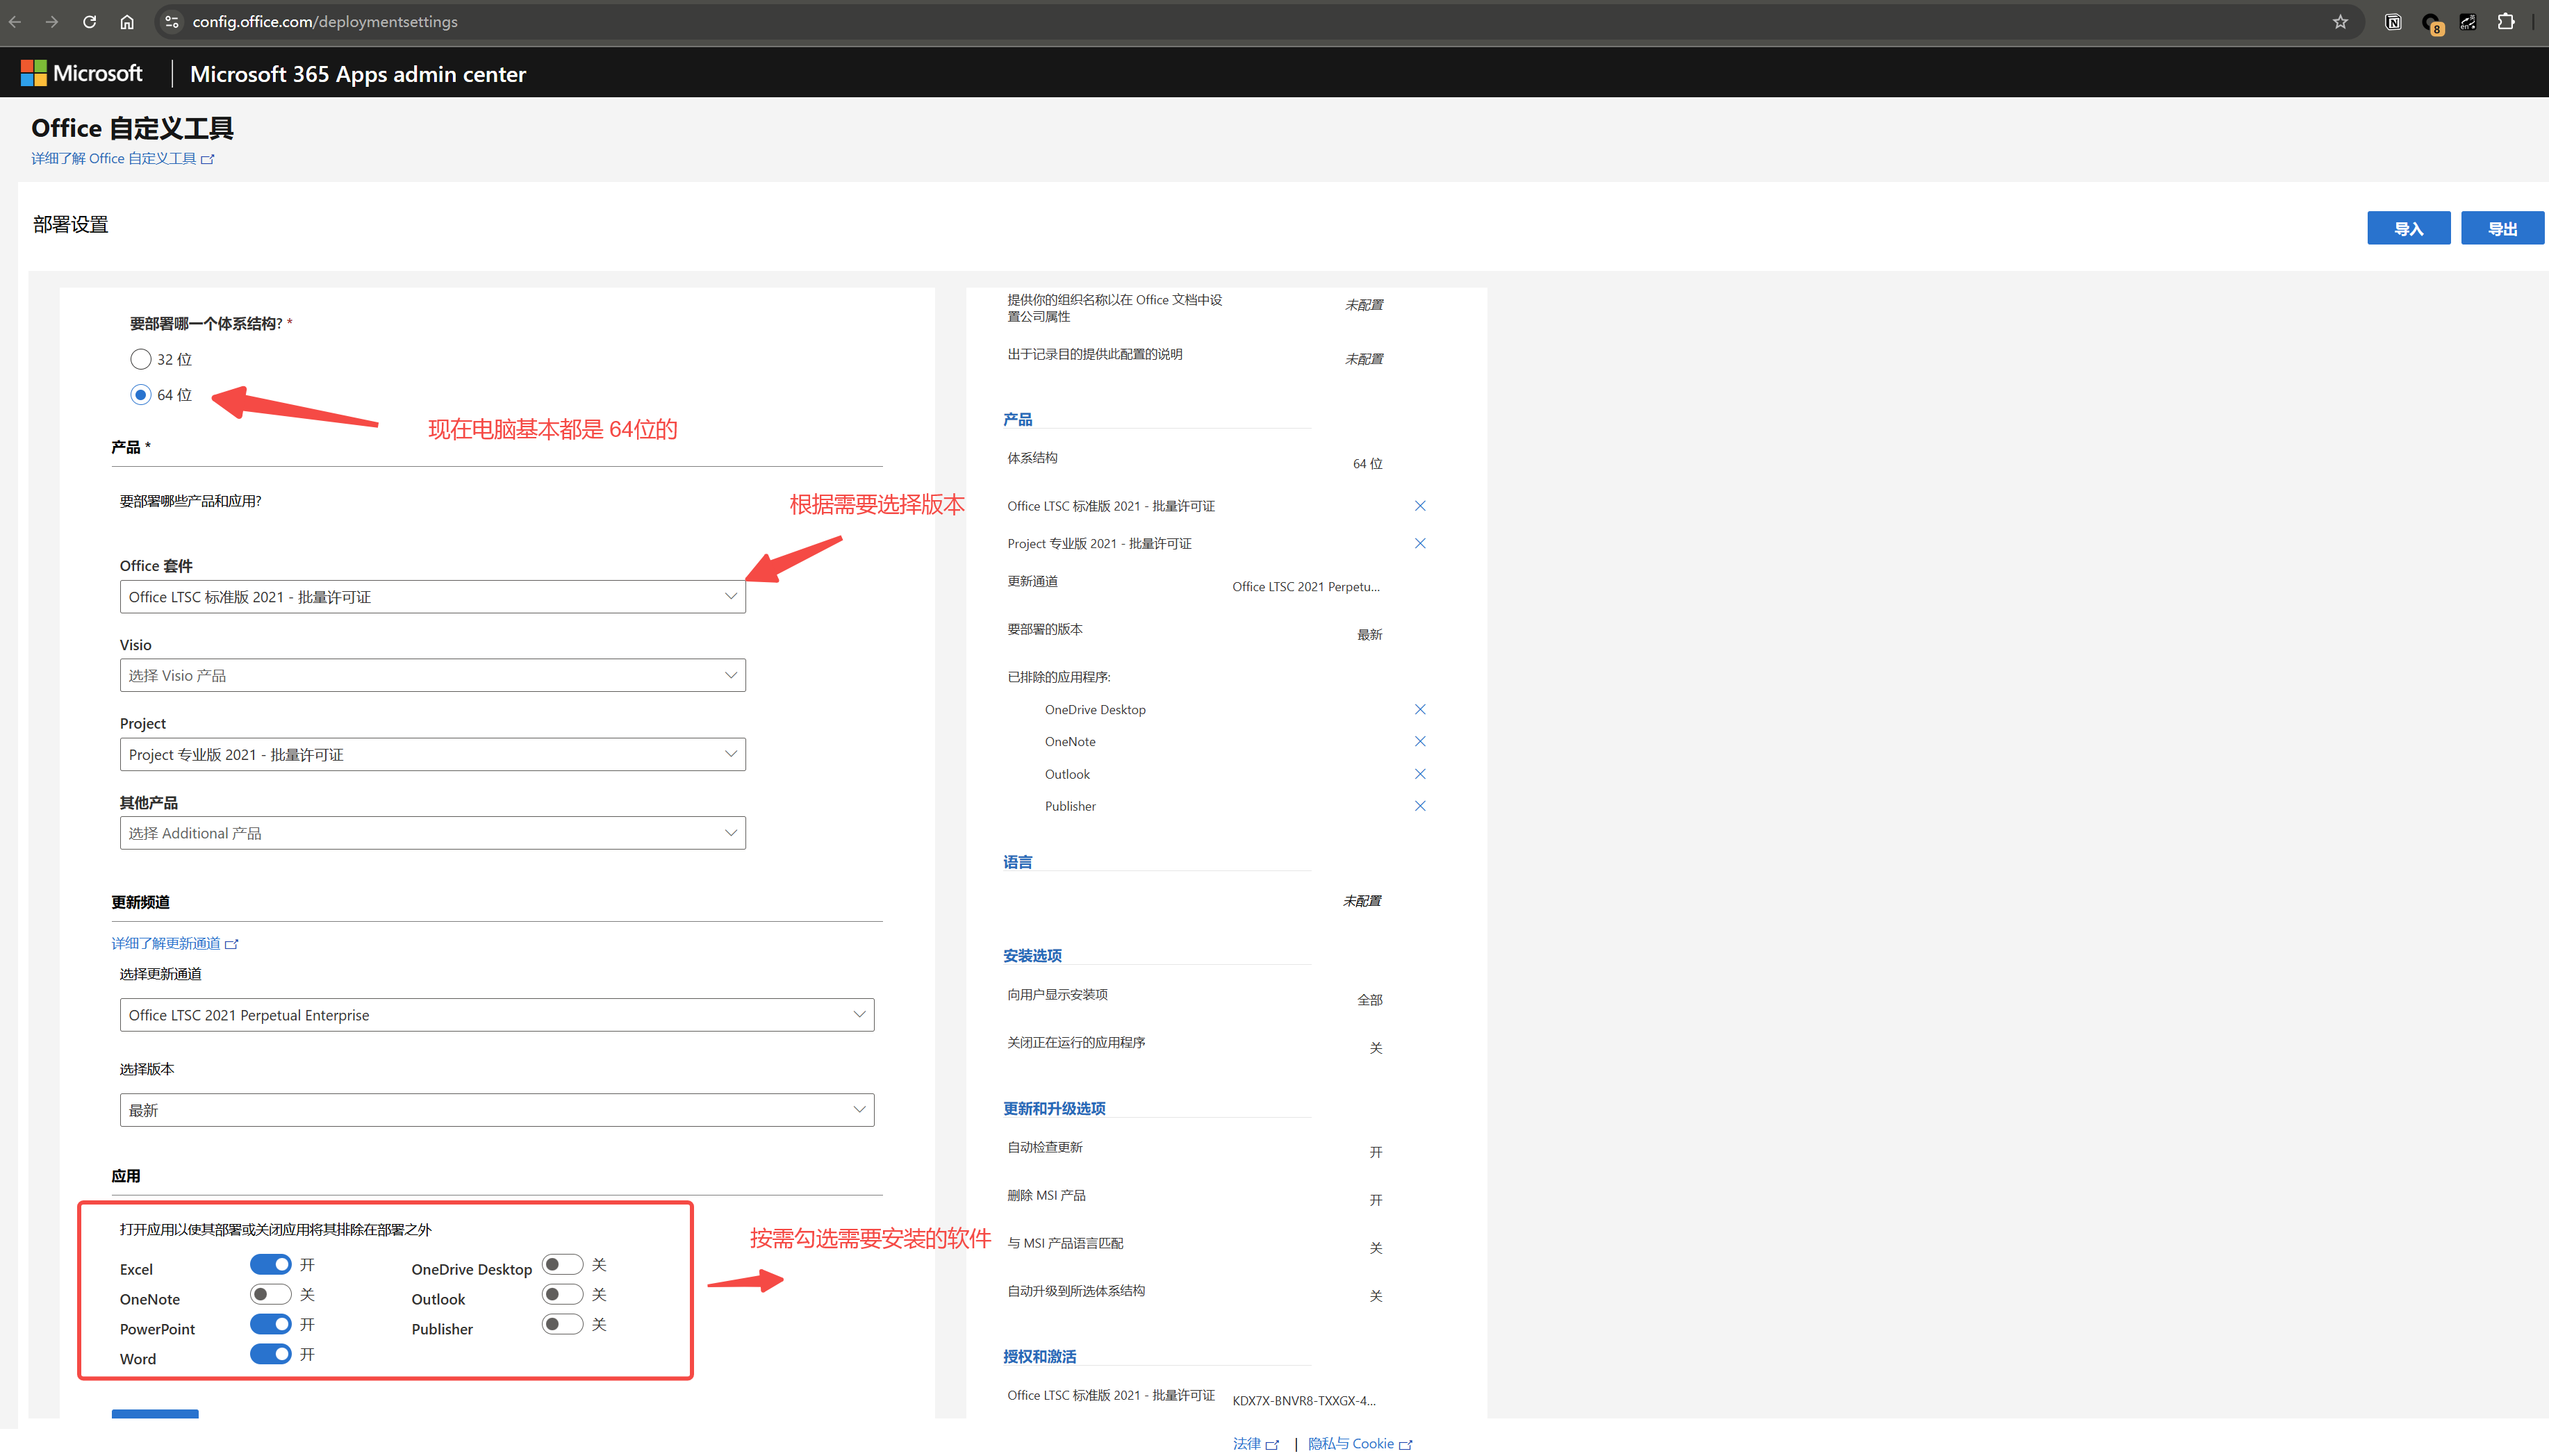 config.office.com/deploymentsettings
8
Microsoft
Microsoft 365 Apps admin center
Office 自定义工具
详细了解 Office 自定义工具
部署设置
导入
导出
要部署哪一个体系结构? *
32 位
64 位
现在电脑基本都是 64位的
产品 *
要部署哪些产品和应用?
根据需要选择版本
Office 套件
Office LTSC 标准版 2021 - 批量许可证
Visio
选择 Visio 产品
Project
Project 专业版 2021 - 批量许可证
其他产品
选择 Additional 产品
更新频道
详细了解更新通道
选择更新通道
Office LTSC 2021 Perpetual Enterprise
选择版本
最新
应用
打开应用以使其部署或关闭应用将其排除在部署之外
Excel 开
OneDrive Desktop 关
OneNote 关
Outlook 关
PowerPoint 开
Publisher 关
Word 开
按需勾选需要安装的软件
提供你的组织名称以在 Office 文档中设
置公司属性
未配置
出于记录目的提供此配置的说明
未配置
产品
体系结构
64 位
Office LTSC 标准版 2021 - 批量许可证
Project 专业版 2021 - 批量许可证
更新通道
Office LTSC 2021 Perpetu...
要部署的版本
最新
已排除的应用程序:
OneDrive Desktop
OneNote
Outlook
Publisher
语言
未配置
安装选项
向用户显示安装项
全部
关闭正在运行的应用程序
关
更新和升级选项
自动检查更新
开
删除 MSI 产品
开
与 MSI 产品语言匹配
关
自动升级到所选体系结构
关
授权和激活
Office LTSC 标准版 2021 - 批量许可证
KDX7X-BNVR8-TXXGX-4...
法律 | 隐私与 Cookie